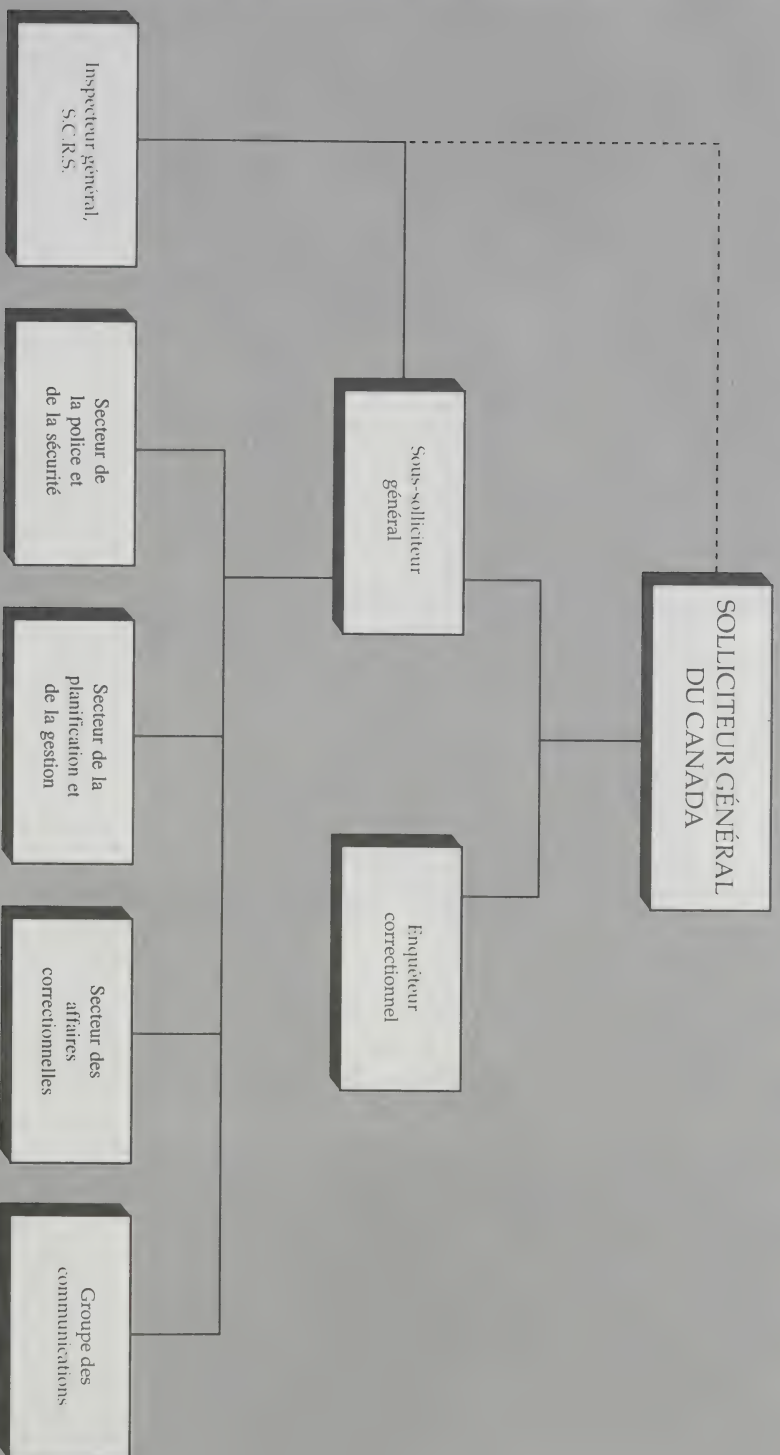 SOLLICITEUR GÉNÉRAL
DU CANADA
Sous-solliciteur
général
Enquêteur
correctionnel
Inspecteur général,
S.C.R.S.
Secteur de
la police et
de la sécurité
Secteur de la
planification et
de la gestion
Secteur des
affaires
correctionnelles
Groupe des
communications